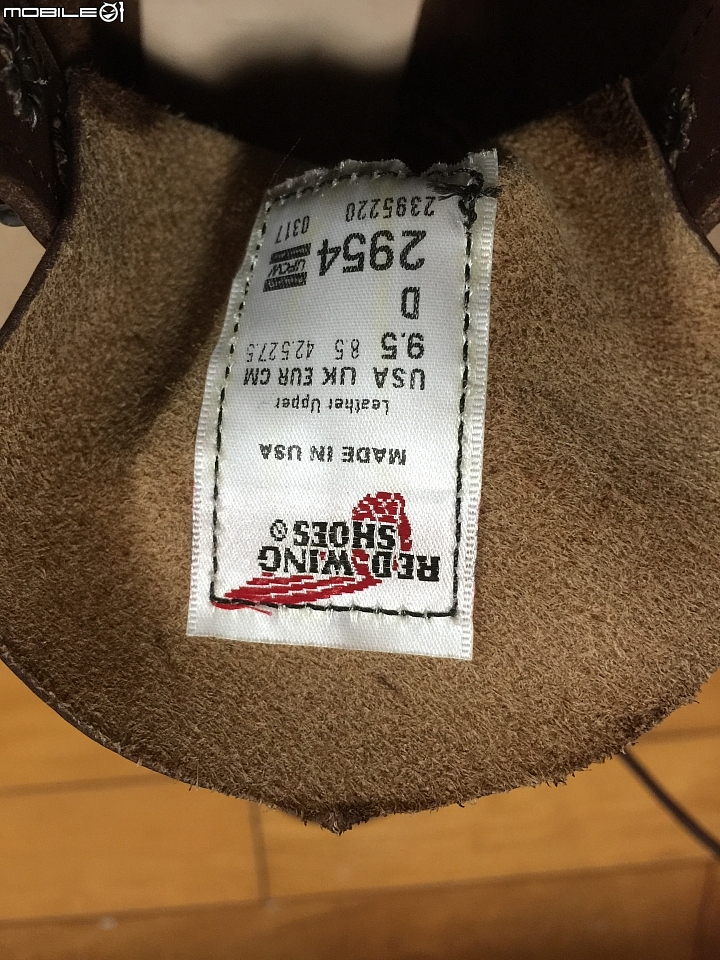 MOBILE01
RED WING
SHOES®
MADE IN USA
Leather Upper
USA UK EUR CM
9.5 8.5 42.5 27.5
D
2954 UFCW
0317
2395220